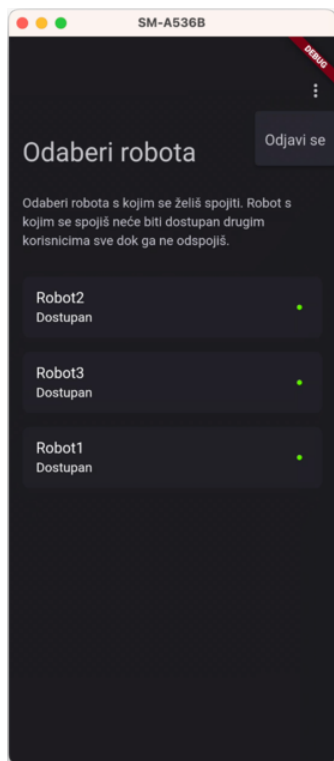 SM-A536B
DEBUG
Odjavi se
Odaberi robota
Odaberi robota s kojim se želiš spojiti. Robot s
kojim se spojiš neće biti dostupan drugim
korisnicima sve dok ga ne odspojiš.
Robot2
Dostupan
Robot3
Dostupan
Robot1
Dostupan